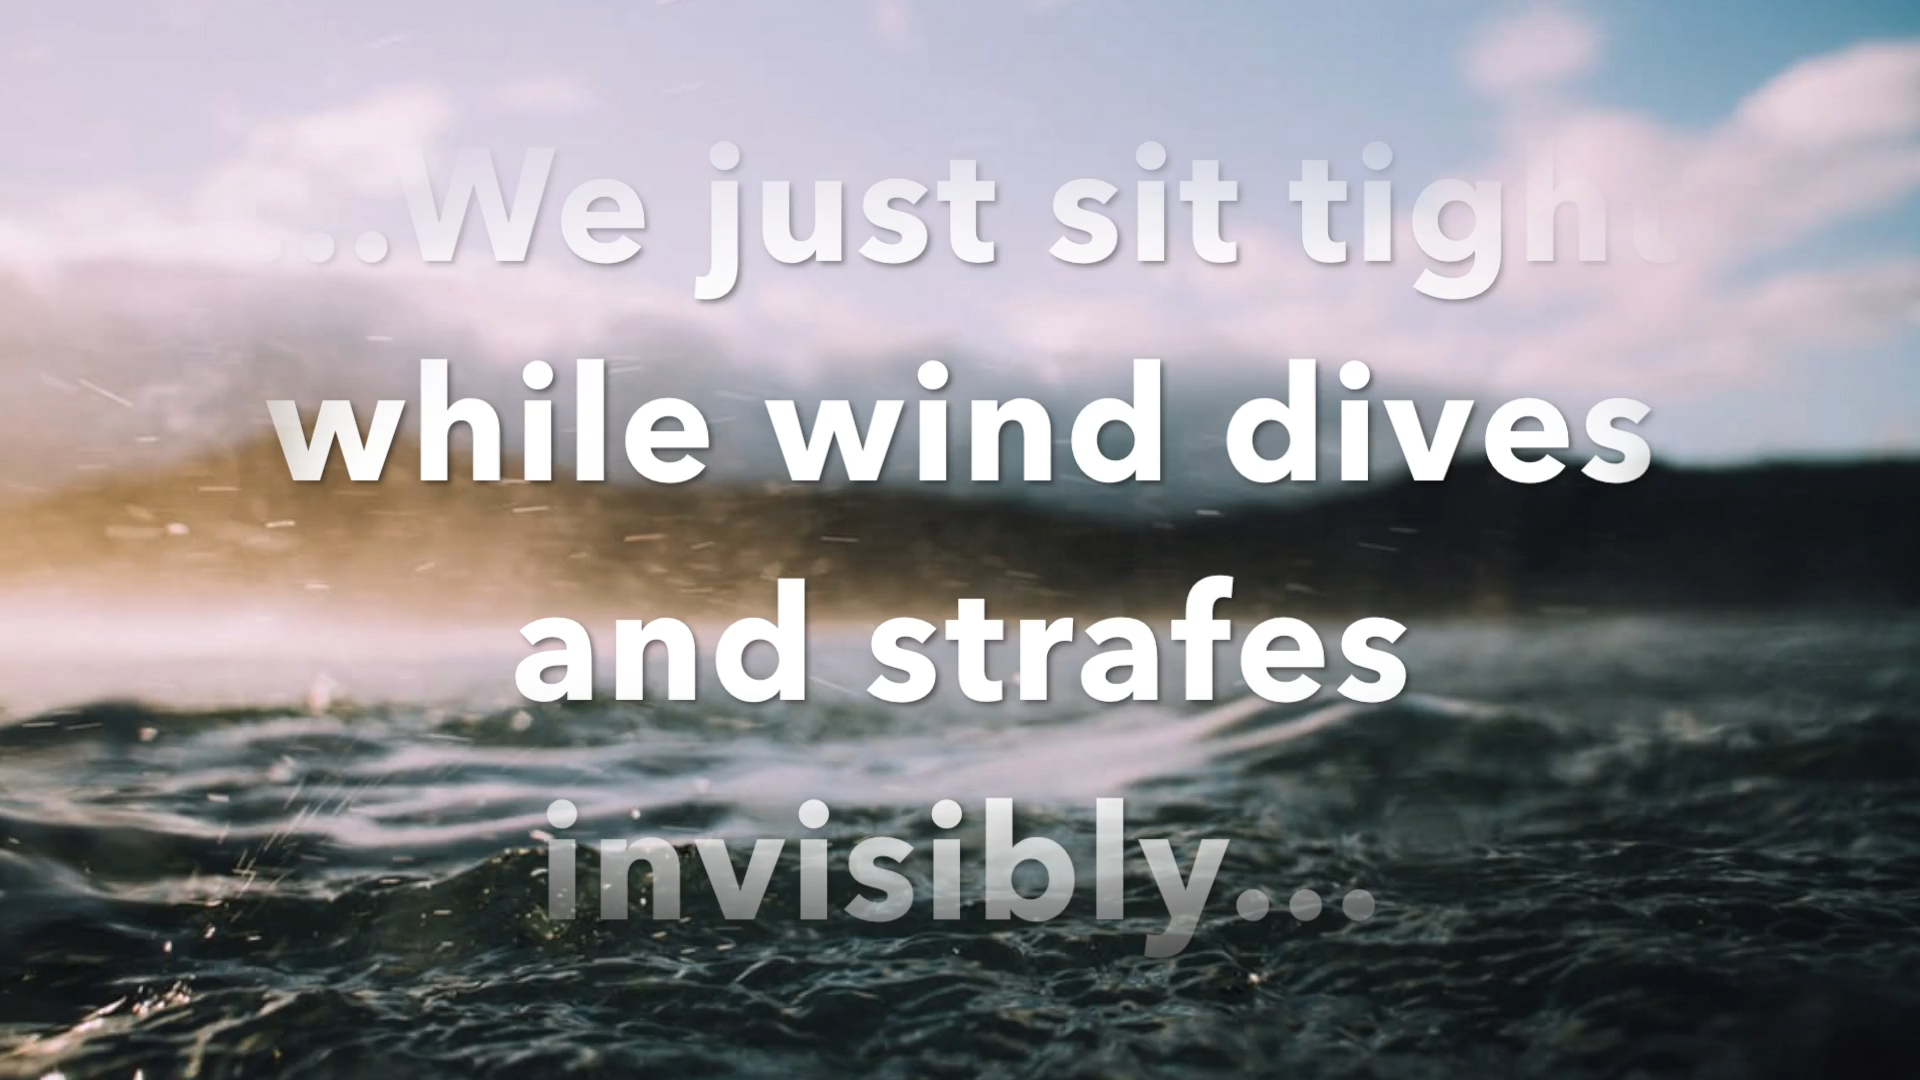 ...We just sit tight
while wind dives
and strafes
invisibly...